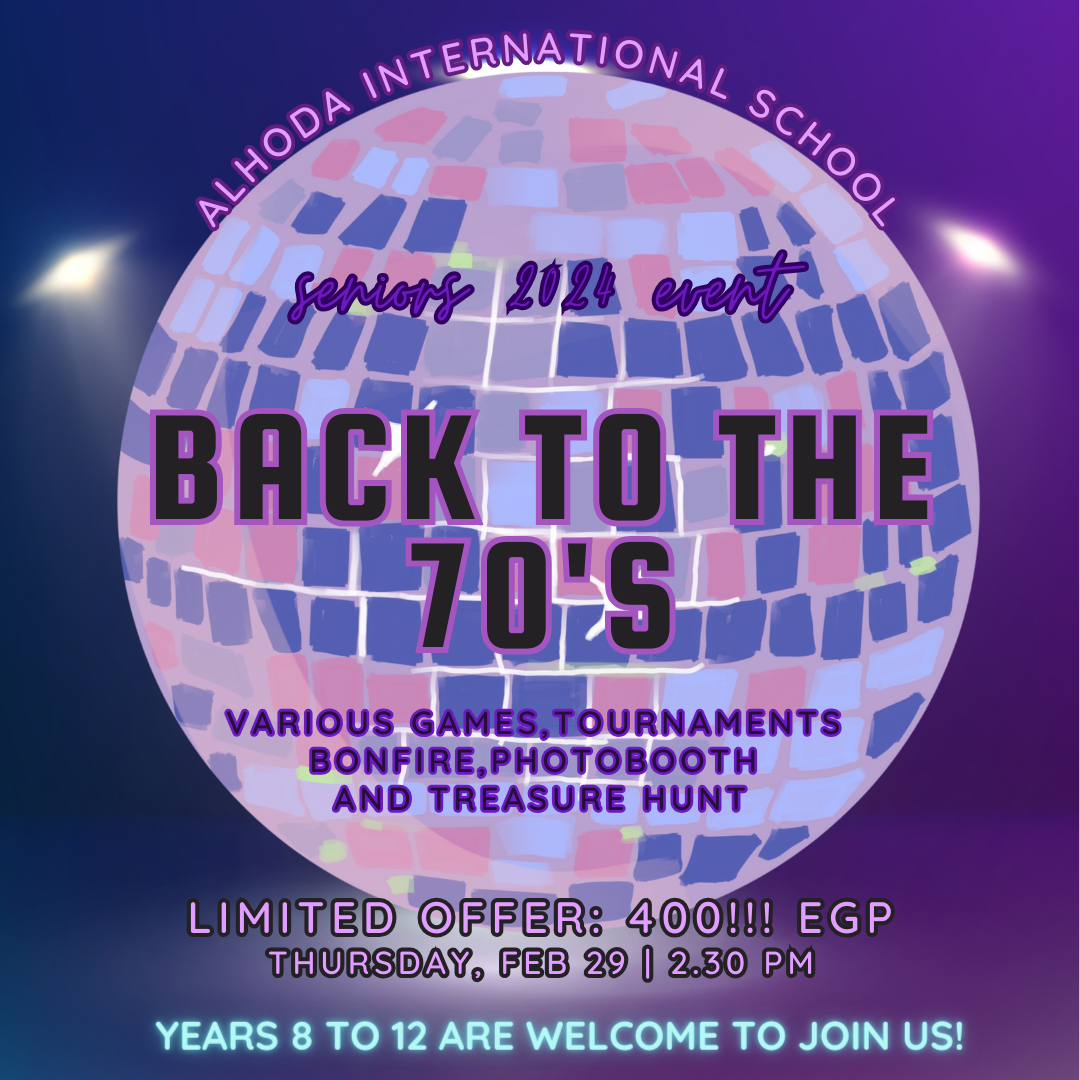 ALHODA INTERNATIONAL SCHOOL
seniors 2024 event
BACK TO THE
70'S
VARIOUS GAMES,TOURNAMENTS
BONFIRE,PHOTOBOOTH
AND TREASURE HUNT
LIMITED OFFER: 400!!! EGP
THURSDAY, FEB 29 | 2.30 PM
YEARS 8 TO 12 ARE WELCOME TO JOIN US!